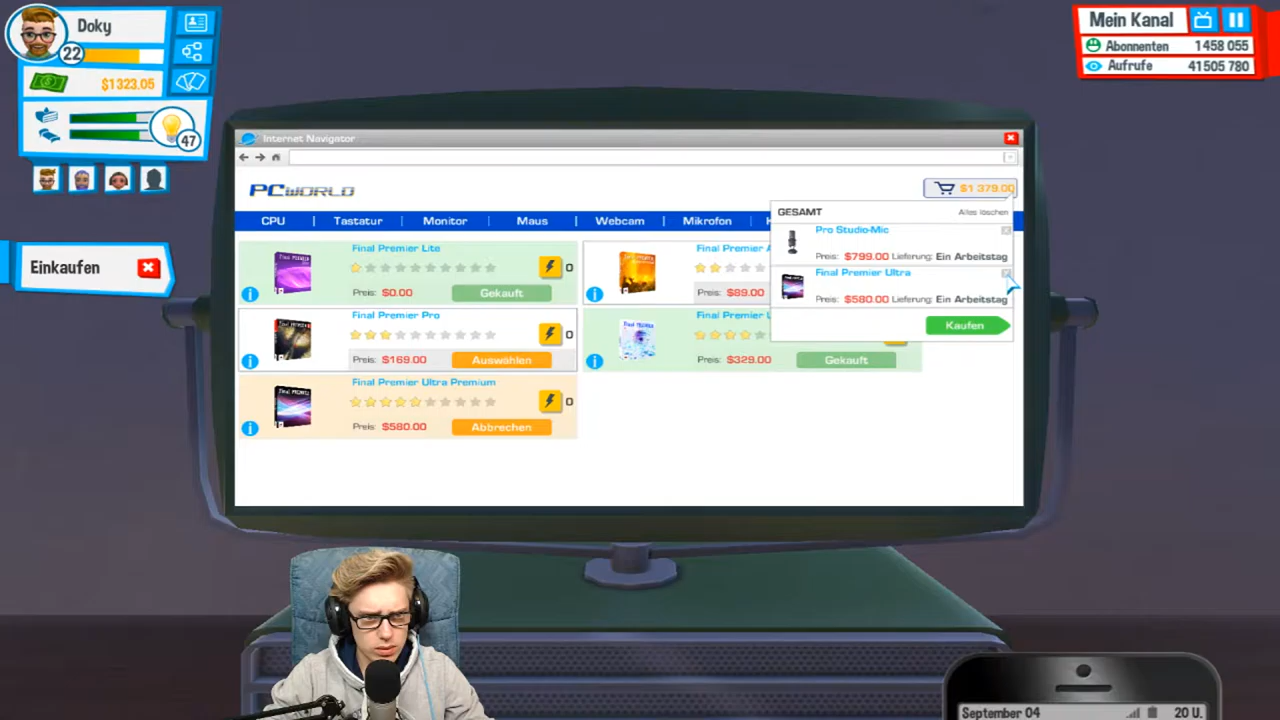 Doky
22
$1323.05
47
Einkaufen
Mein Kanal
Abonnenten 1458 055
Aufrufe 41505 780
Internet Navigator
PCWORLD
$1 379.00
CPU | Tastatur | Monitor | Maus | Webcam | Mikrofon
GESAMT Alles löschen
Pro Studio-Mic
Preis: $799.00 Lieferung: Ein Arbeitstag
Final Premier Ultra
Preis: $580.00 Lieferung: Ein Arbeitstag
Kaufen
Final Premier Lite
0
Preis: $0.00 Gekauft
Final Premier A
Preis: $89.00
Final Premier Pro
0
Preis: $169.00 Auswählen
Final Premier U
Preis: $329.00 Gekauft
Final Premier Ultra Premium
0
Preis: $580.00 Abbrechen
September 04 20 U.